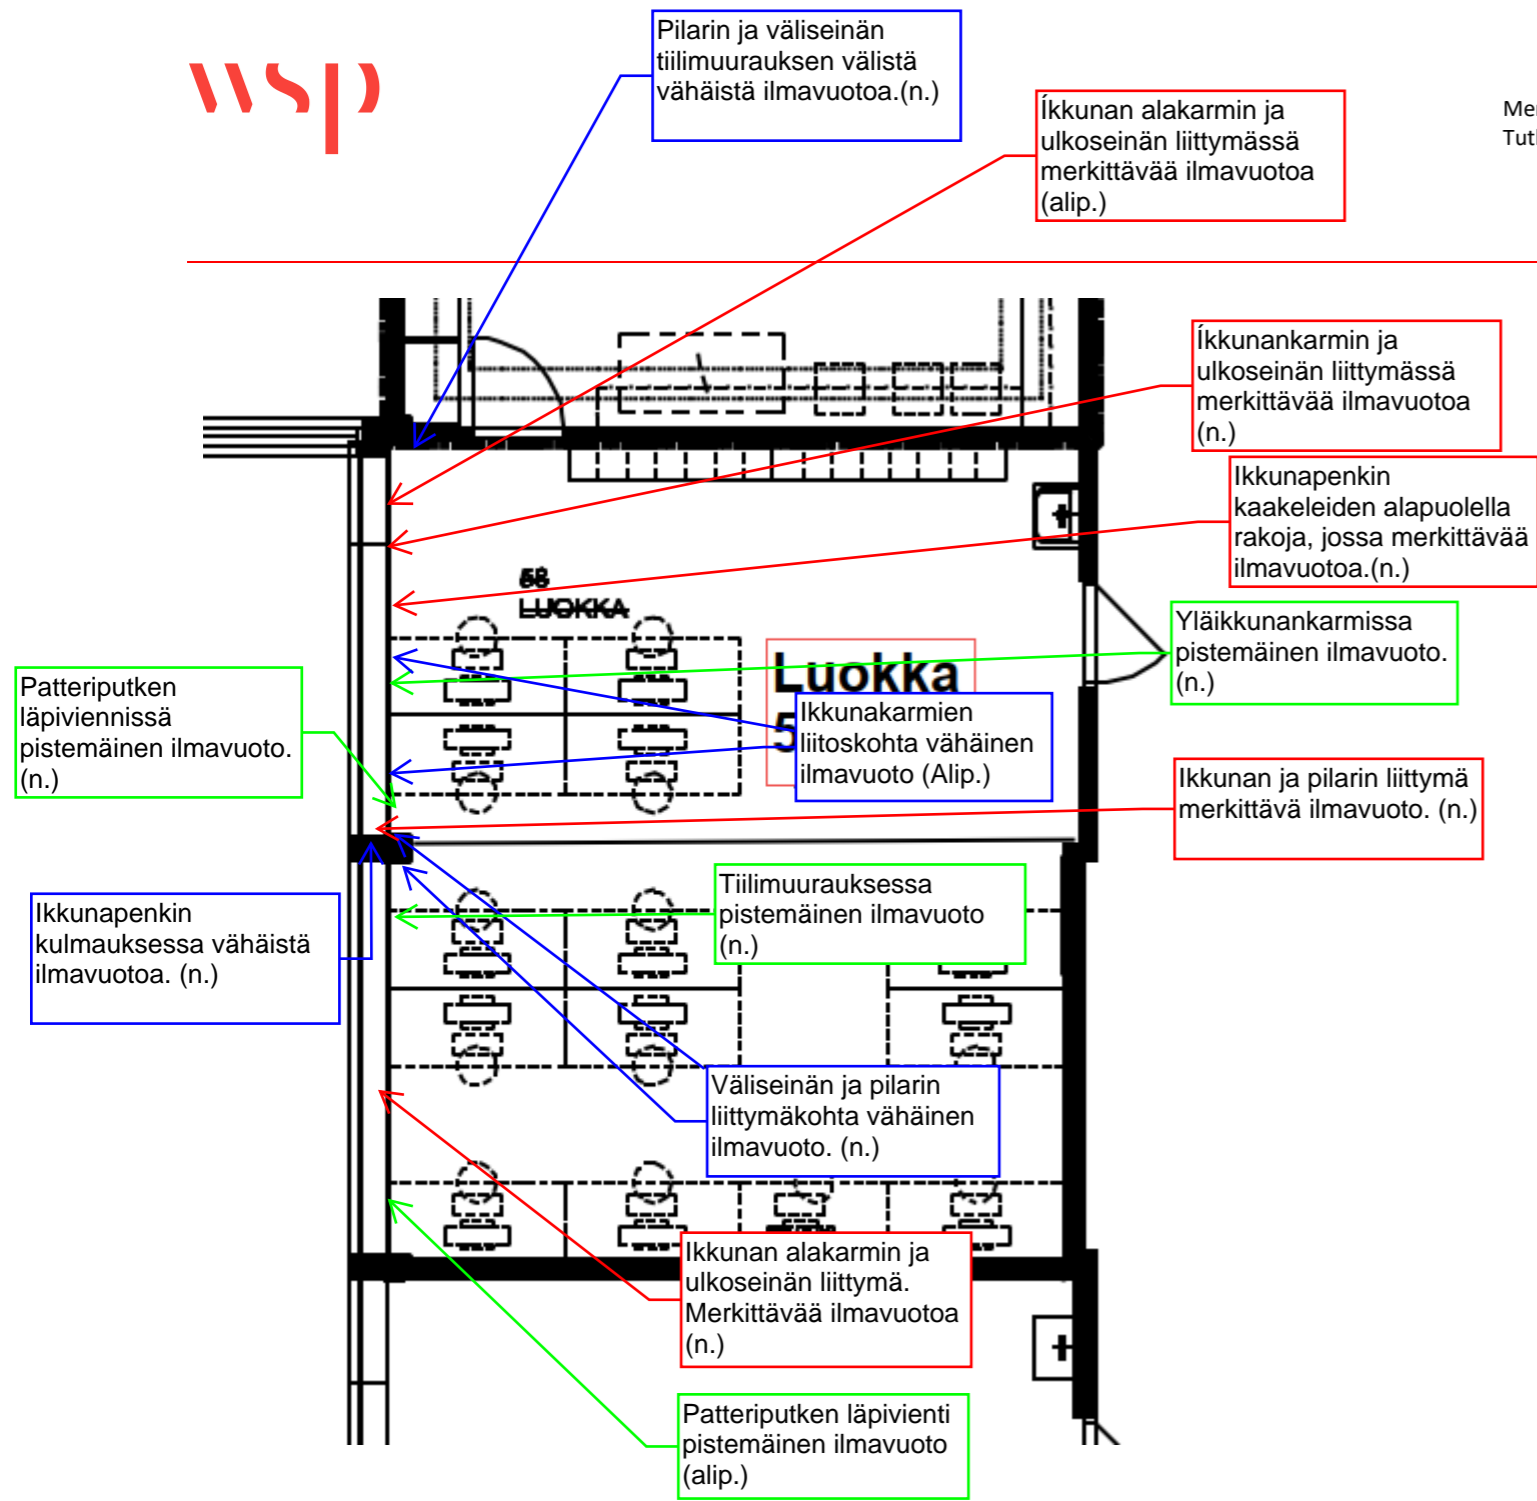 wsp
Pilarin ja väliseinän
tiilimuurauksen välistä
vähäistä ilmavuotoa.(n.)
Íkkunan alakarmin ja
ulkoseinän liittymässä
merkittävää ilmavuotoa
(alip.)
Íkkunankarmin ja
ulkoseinän liittymässä
merkittävää ilmavuotoa
(n.)
Ikkunapenkin
kaakeleiden alapuolella
rakoja, jossa merkittävää
ilmavuotoa.(n.)
LUOKKA
Yläikkunankarmissa
pistemäinen ilmavuoto.
(n.)
Luokka
5
Patteriputken
läpiviennissä
pistemäinen ilmavuoto.
(n.)
Ikkunakarmien
liitoskohta vähäinen
ilmavuoto (Alip.)
Ikkunan ja pilarin liittymä
merkittävä ilmavuoto. (n.)
Ikkunapenkin
kulmauksessa vähäistä
ilmavuotoa. (n.)
Tiilimuurauksessa
pistemäinen ilmavuoto
(n.)
Väliseinän ja pilarin
liittymäkohta vähäinen
ilmavuoto. (n.)
Ikkunan alakarmin ja
ulkoseinän liittymä.
Merkittävää ilmavuotoa
(n.)
Patteriputken läpivienti
pistemäinen ilmavuoto
(alip.)